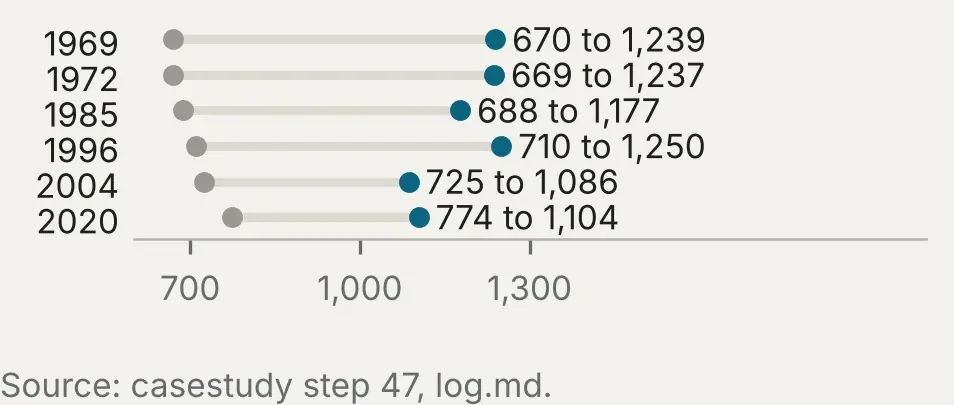 1969 670 to 1,239
1972 669 to 1,237
1985 688 to 1,177
1996 710 to 1,250
2004 725 to 1,086
2020 774 to 1,104
700 1,000 1,300
Source: casestudy step 47, log.md.